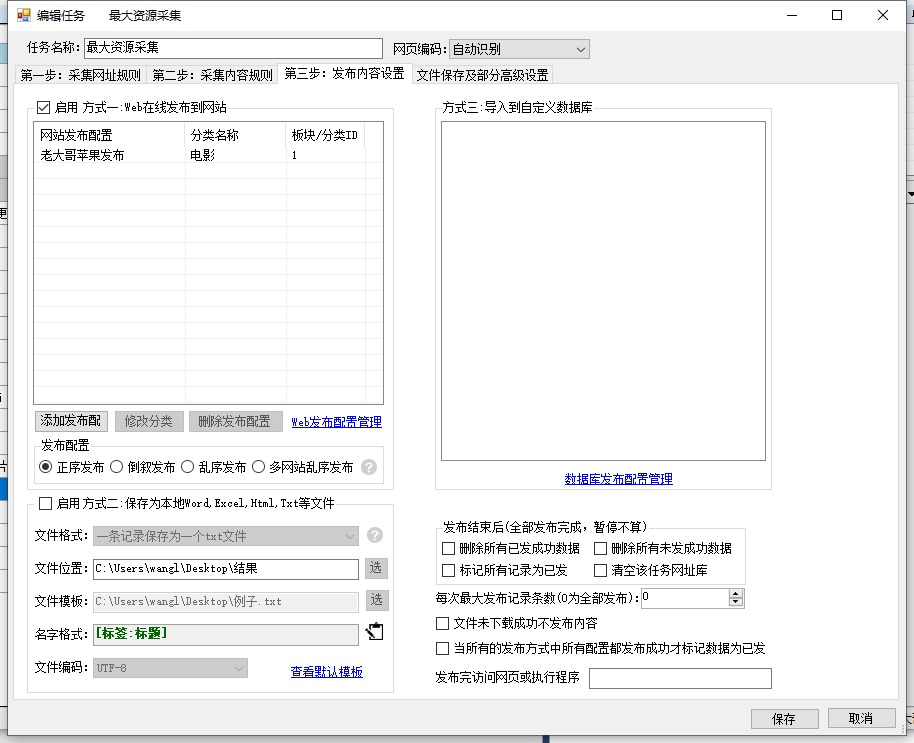 编辑任务 最大资源采集
任务名称: 最大资源采集 网页编码: 自动识别
第一步：采集网址规则 第二步：采集内容规则 第三步：发布内容设置 文件保存及部分高级设置
启用 方式一:Web在线发布到网站
网站发布配置 分类名称 板块/分类ID
老大哥苹果发布 电影 1
添加发布配 修改分类 删除发布配置 Web发布配置管理
发布配置
正序发布 倒叙发布 乱序发布 多网站乱序发布 ?
启用 方式二:保存为本地Word,Excel,Html,Txt等文件
文件格式: 一条记录保存为一个txt文件 ?
文件位置: C:\Users\wangl\Desktop\结果 选
文件模板: C:\Users\wangl\Desktop\例子.txt 选
名字格式: [标签:标题]
文件编码: UTF-8 查看默认模板
方式三:导入到自定义数据库
数据库发布配置管理
发布结束后(全部发布完成，暂停不算)
删除所有已发成功数据 删除所有未发成功数据
标记所有记录为已发 清空该任务网址库
每次最大发布记录条数(0为全部发布): 0
文件未下载成功不发布内容
当所有的发布方式中所有配置都发布成功才标记数据为已发
发布完访问网页或执行程序
保存 取消